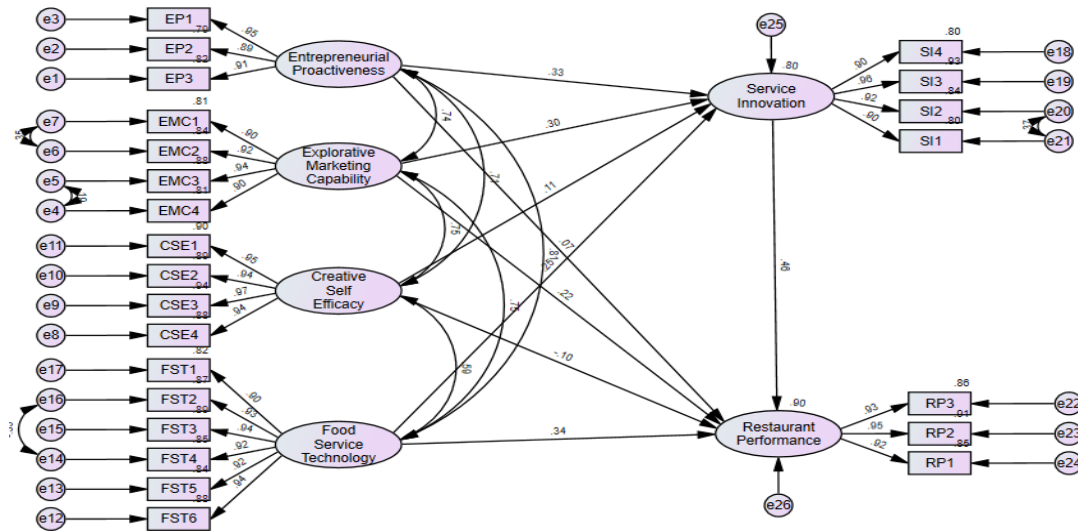 e3
EP1
.95
.79
e2
EP2
.89
.82
e1
EP3
.91
Entrepreneurial
Proactiveness
.81
e7
EMC1
.90
.84
e6
EMC2
.92
.88
e5
EMC3
.94
.81
e4
EMC4
.90
Explorative
Marketing
Capability
.90
e11
CSE1
.95
.89
e10
CSE2
.94
.94
e9
CSE3
.97
.88
e8
CSE4
.94
Creative
Self
Efficacy
.82
e17
FST1
.90
.87
e16
FST2
.93
.89
e15
FST3
.94
.85
e14
FST4
.92
.84
e13
FST5
.92
.88
e12
FST6
.94
Food
Service
Technology
.74
.71
.81
.75
.75
.59
.33
.30
.11
.25
.07
.22
-.10
.34
.46
e25
.80
Service
Innovation
.80
.90
SI4
e18
.93
.96
SI3
e19
.84
.92
SI2
e20
.80
.90
SI1
e21
.90
Restaurant
Performance
e26
.86
.93
RP3
e22
.91
.95
RP2
e23
.85
.92
RP1
e24